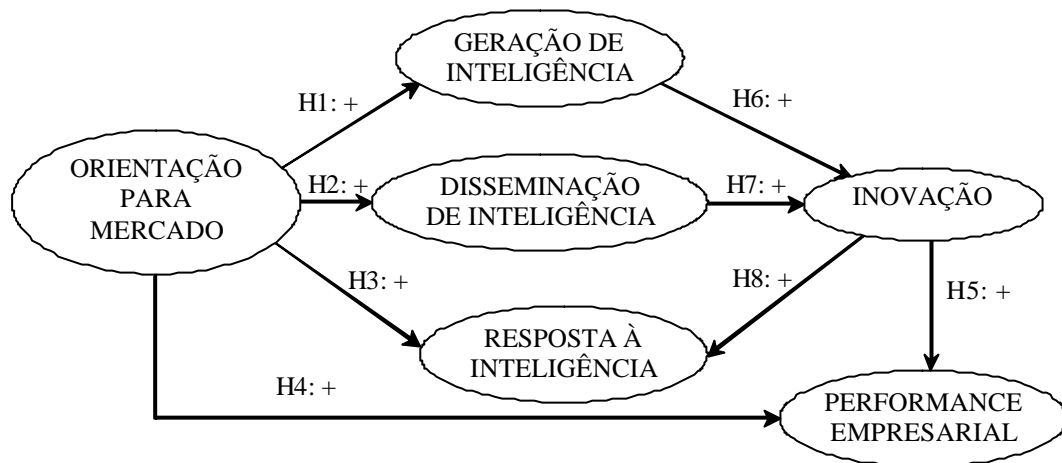 GERAÇÃO DE
INTELIGÊNCIA
H1: +
H6: +
ORIENTAÇÃO
PARA
MERCADO
H2: +
DISSEMINAÇÃO
DE INTELIGÊNCIA
H7: +
INOVAÇÃO
H3: +
H8: +
H5: +
RESPOSTA À
INTELIGÊNCIA
H4: +
PERFORMANCE
EMPRESARIAL